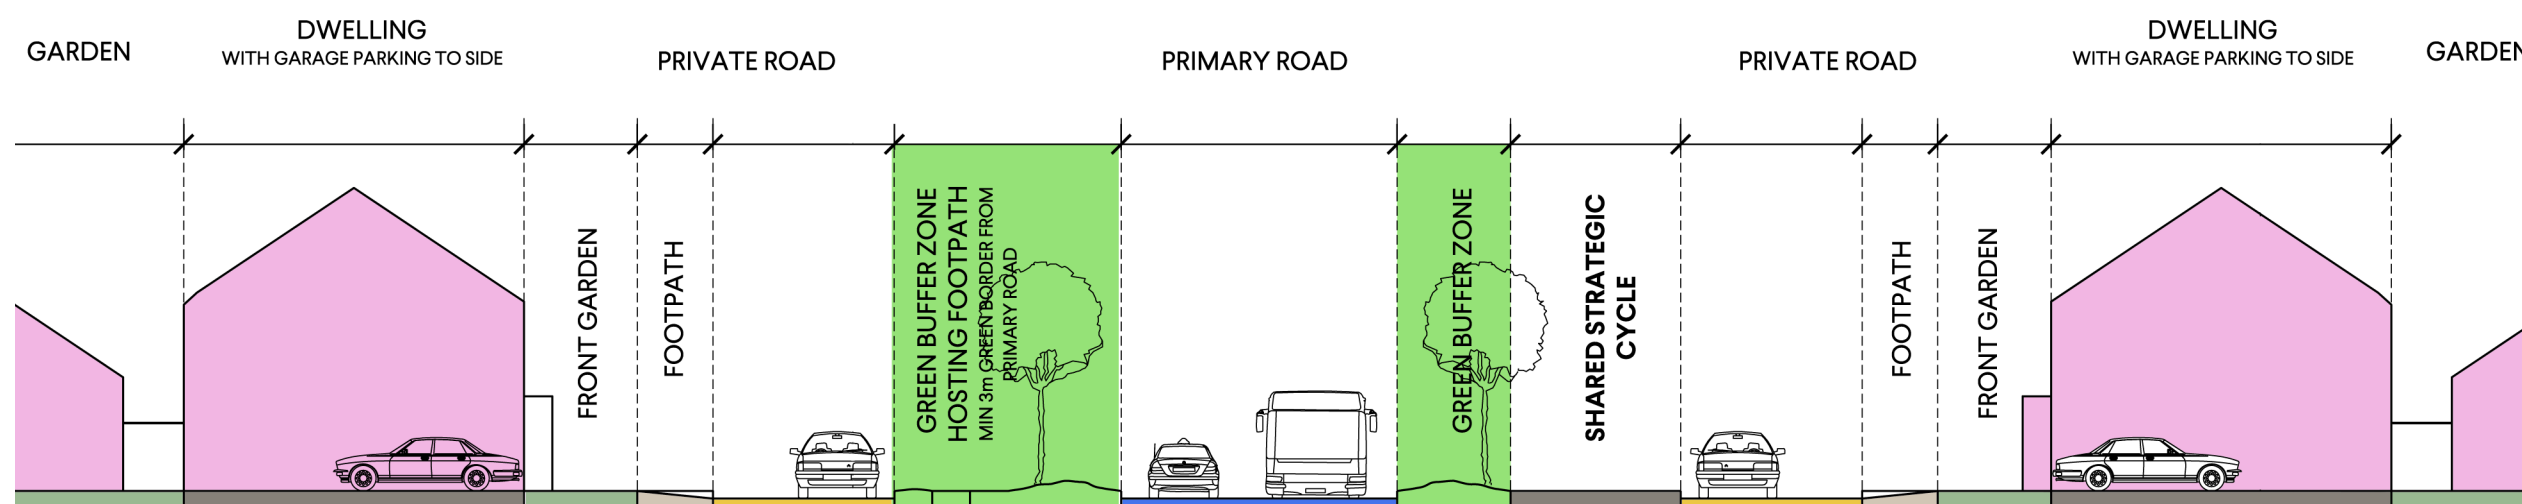 GARDEN
DWELLING
WITH GARAGE PARKING TO SIDE
PRIVATE ROAD
PRIMARY ROAD
PRIVATE ROAD
DWELLING
WITH GARAGE PARKING TO SIDE
GARDEN
FRONT GARDEN
FOOTPATH
GREEN BUFFER ZONE
HOSTING FOOTPATH
MIN 3m GREEN BORDER FROM
PRIMARY ROAD
GREEN BUFFER ZONE
SHARED STRATEGIC
CYCLE
FOOTPATH
FRONT GARDEN